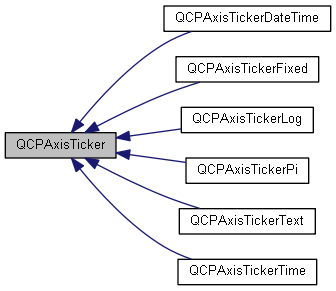 QCPAxisTickerDateTime
QCPAxisTickerFixed
QCPAxisTickerLog
QCPAxisTicker
QCPAxisTickerPi
QCPAxisTickerText
QCPAxisTickerTime